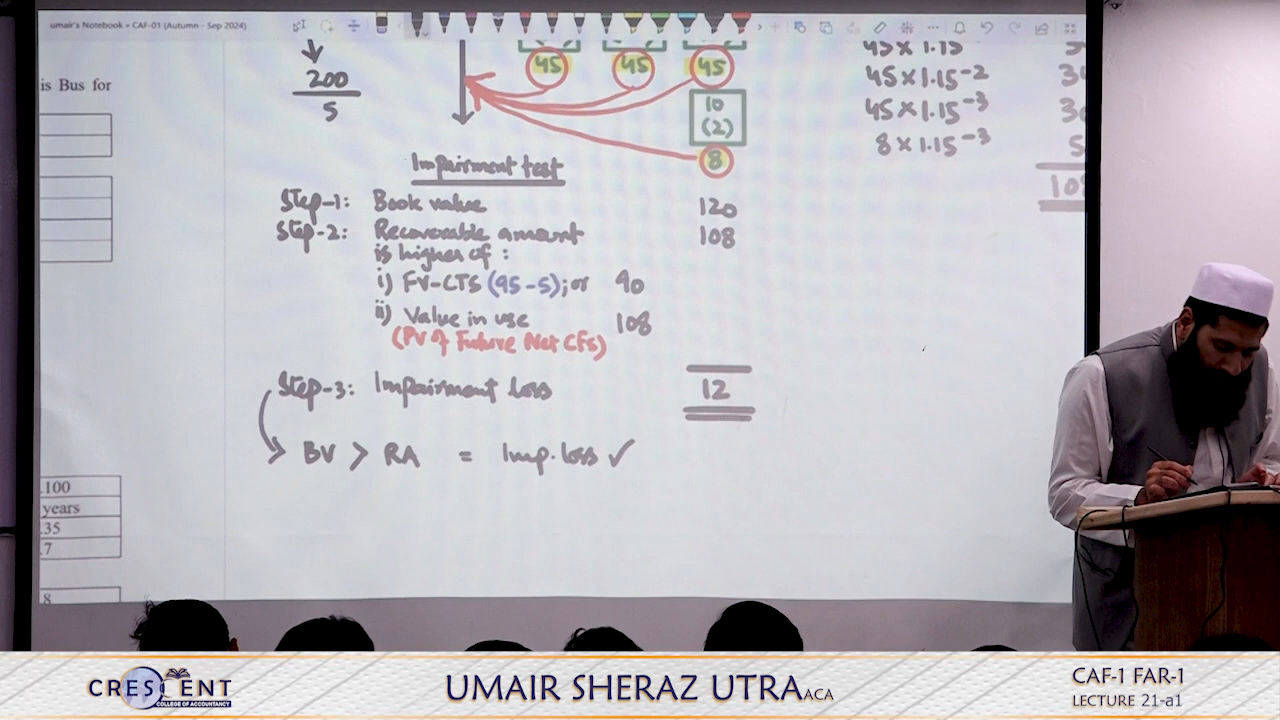 umair's Notebook » CAF-01 (Autumn - Sep 2024)
is Bus for
200
5
45 45 45
10
(2)
8
45 x 1.15
45 x 1.15-2
45 x 1.15-3
8 x 1.15-3
Impairment test
Step-1: Book value 120
Step-2: Recoverable amount 108
is higher of :
i) FV-CTS (95-5); or 90
ii) Value in use 108
(PV of Future Net CFs)
Step-3: Impairment loss 12
BV > RA = Imp. loss ✓
.100
years
.35
.7
8
CRESCENT
COLLEGE OF ACCOUNTANCY
UMAIR SHERAZ UTRA ACA
CAF-1 FAR-1
LECTURE 21-a1